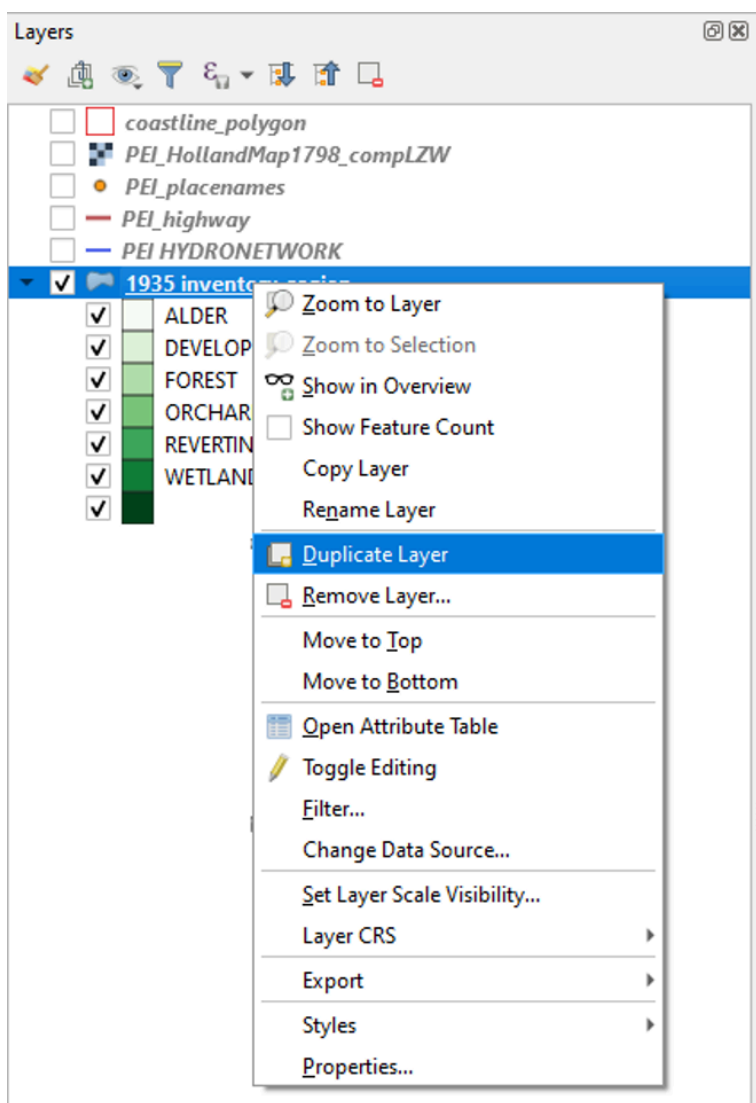 Layers
coastline_polygon
PEI_HollandMap1798_compLZW
PEI_placenames
PEI_highway
PEI HYDRONETWORK
1935 inventory region
ALDER
DEVELOP
FOREST
ORCHAR
REVERTIN
WETLAND
Zoom to Layer
Zoom to Selection
Show in Overview
Show Feature Count
Copy Layer
Rename Layer
Duplicate Layer
Remove Layer...
Move to Top
Move to Bottom
Open Attribute Table
Toggle Editing
Filter...
Change Data Source...
Set Layer Scale Visibility...
Layer CRS
Export
Styles
Properties...